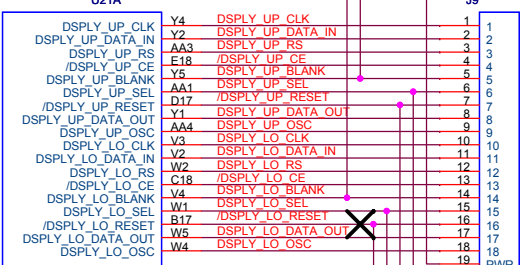 U21A J9
DSPLY_UP_CLK Y4 DSPLY_UP_CLK 1 1
DSPLY_UP_DATA_IN Y2 DSPLY_UP_DATA_IN 2 2
DSPLY_UP_RS AA3 DSPLY_UP_RS 3 3
/DSPLY_UP_CE E18 /DSPLY_UP_CE 4 4
DSPLY_UP_BLANK Y5 DSPLY_UP_BLANK 5 5
DSPLY_UP_SEL AA1 DSPLY_UP_SEL 6 6
/DSPLY_UP_RESET D17 /DSPLY_UP_RESET 7 7
DSPLY_UP_DATA_OUT Y1 DSPLY_UP_DATA_OUT 8 8
DSPLY_UP_OSC AA4 DSPLY_UP_OSC 9 9
DSPLY_LO_CLK V3 DSPLY_LO_CLK 10 10
DSPLY_LO_DATA_IN V2 DSPLY_LO_DATA_IN 11 11
DSPLY_LO_RS W2 DSPLY_LO_RS 12 12
/DSPLY_LO_CE C18 /DSPLY_LO_CE 13 13
DSPLY_LO_BLANK V4 DSPLY_LO_BLANK 14 14
DSPLY_LO_SEL W1 DSPLY_LO_SEL 15 15
/DSPLY_LO_RESET B17 /DSPLY_LO_RESET 16 16
DSPLY_LO_DATA_OUT W5 DSPLY_LO_DATA_OUT 17 17
DSPLY_LO_OSC W4 DSPLY_LO_OSC 18 18
19 PWR